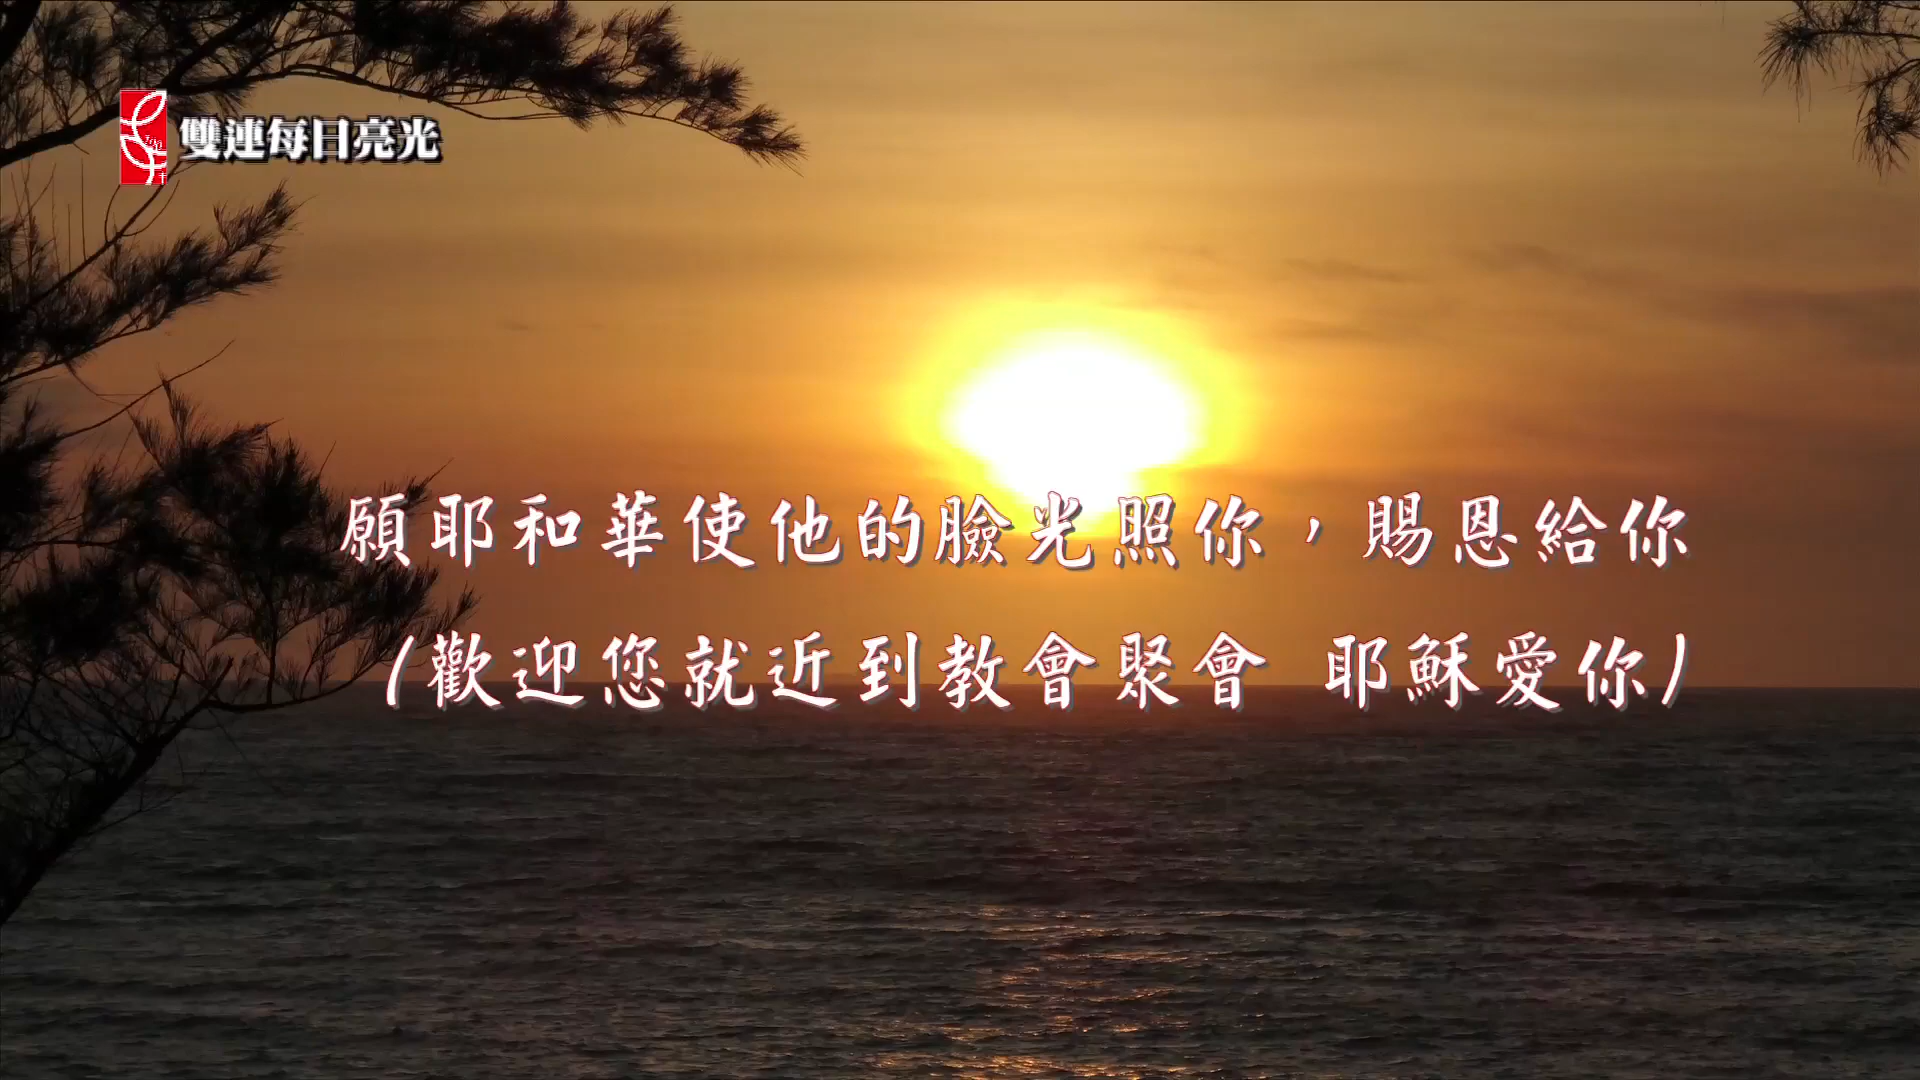 雙連每日亮光
願耶和華使他的臉光照你，賜恩給你
(歡迎您就近到教會聚會 耶穌愛你)